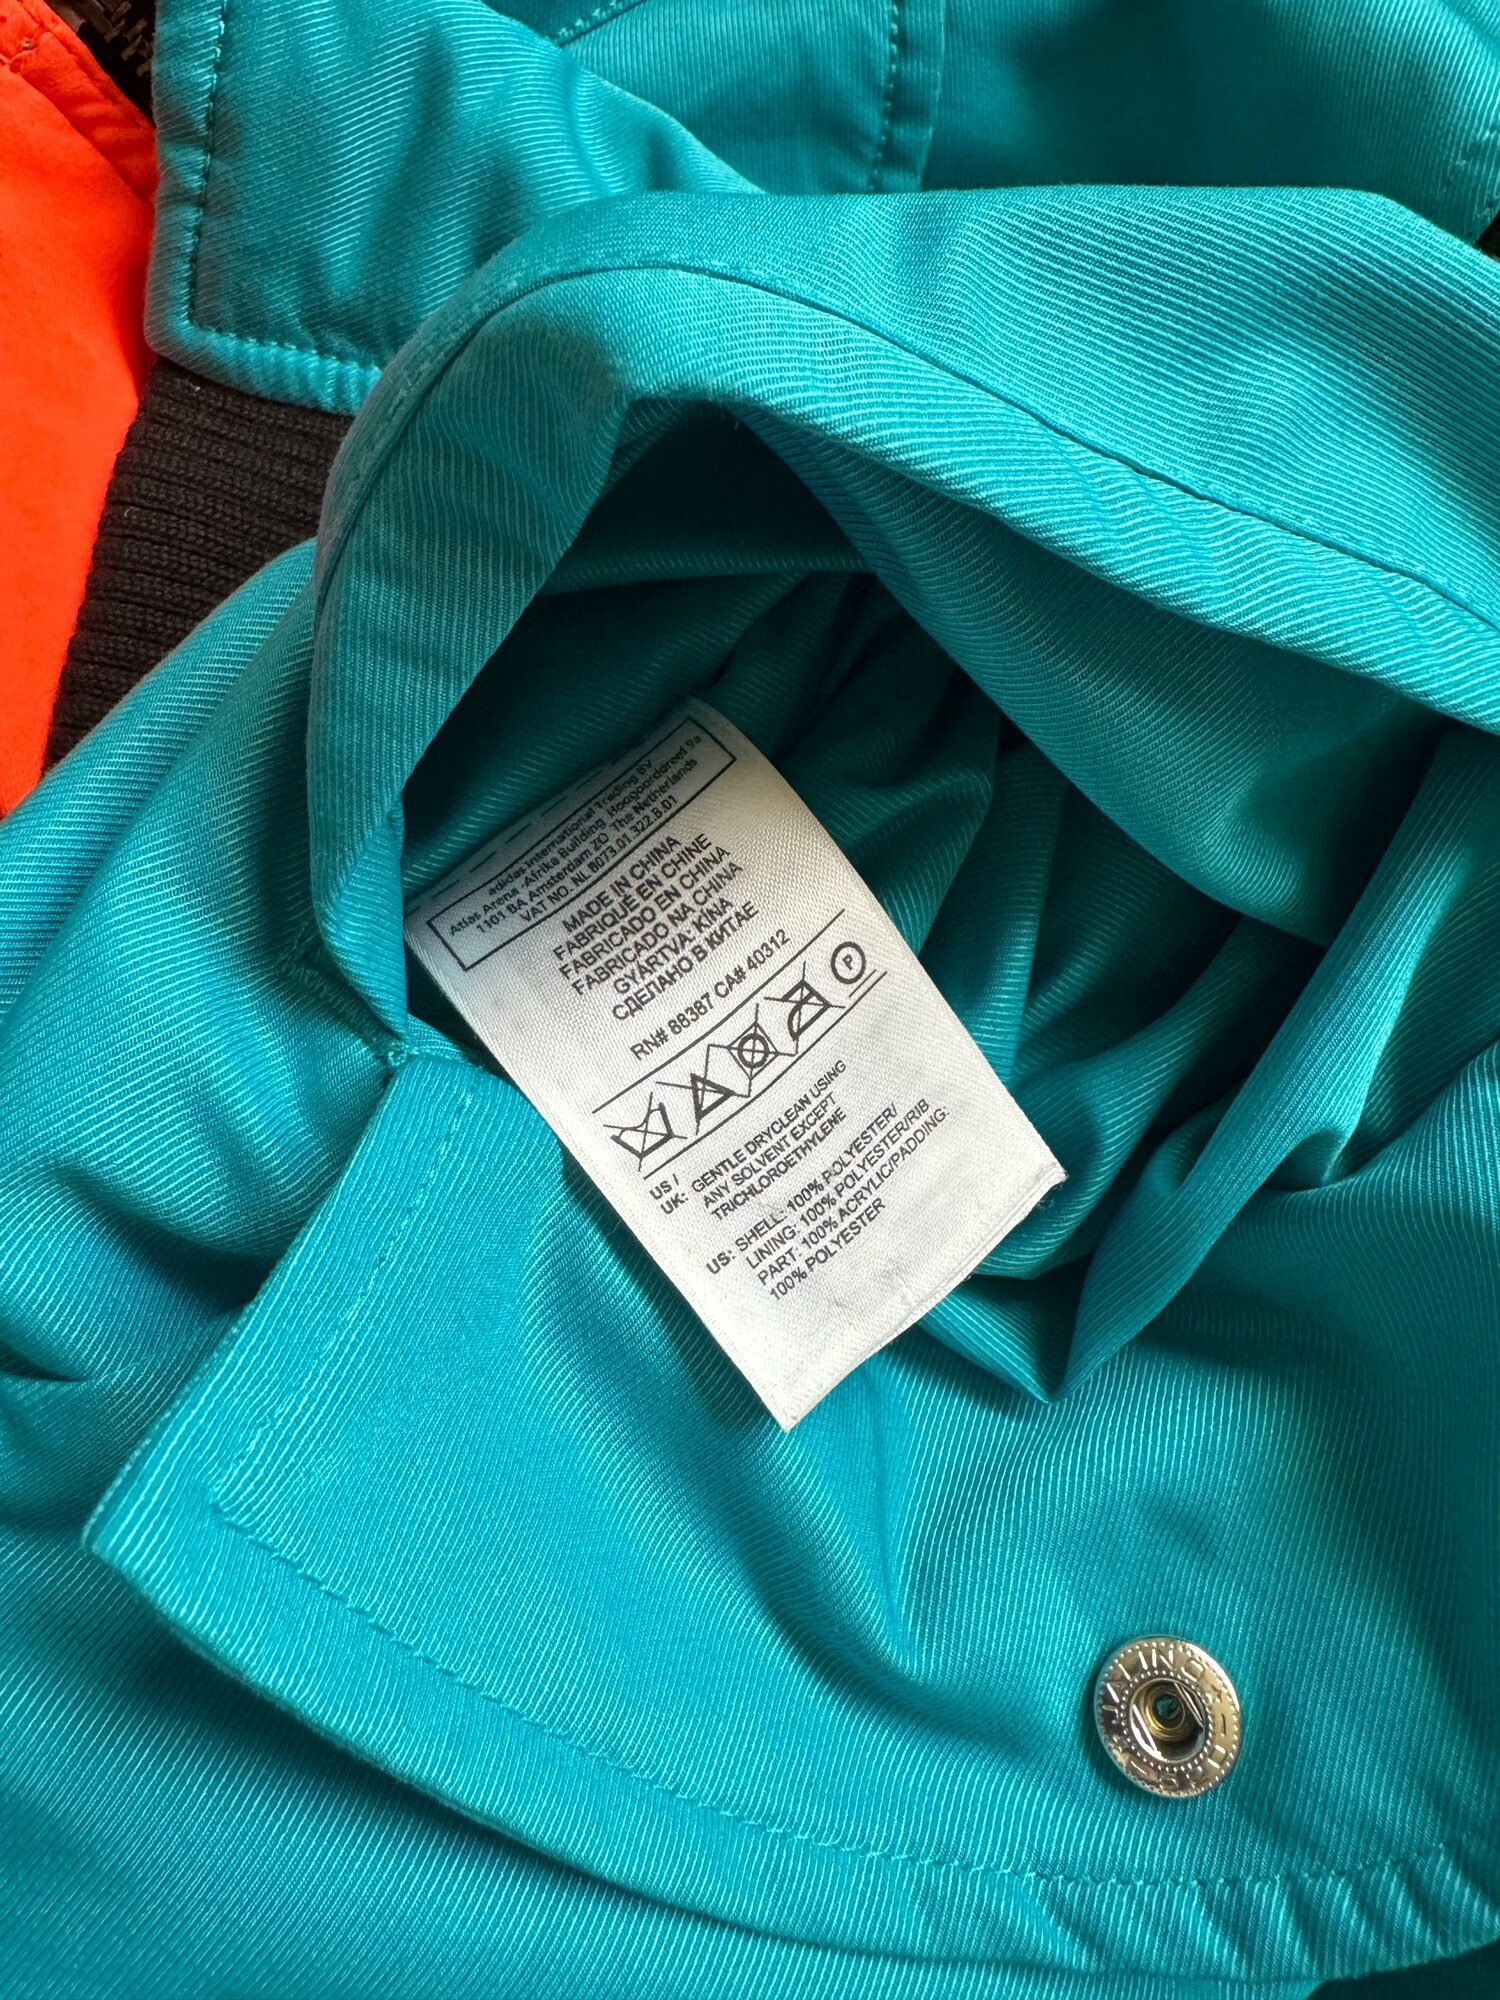 adidas International Trading BV
Atlas Arena -Afrika Building Hoogoorddreef 9a
1101 BA Amsterdam ZO The Netherlands
VAT NO. NL 8073.01.322.B.01
MADE IN CHINA
FABRIQUÉ EN CHINE
FABRICADO EN CHINA
FABRICADO NA CHINA
GYÁRTVA: KÍNA
СДЕЛАНО В КИТАЕ
RN# 88387 CA# 40312
P
US / UK: GENTLE DRYCLEAN USING
ANY SOLVENT EXCEPT
TRICHLOROETHYLENE
US: SHELL: 100% POLYESTER/
LINING: 100% POLYESTER/RIB
PART: 100% ACRYLIC/PADDING:
100% POLYESTER